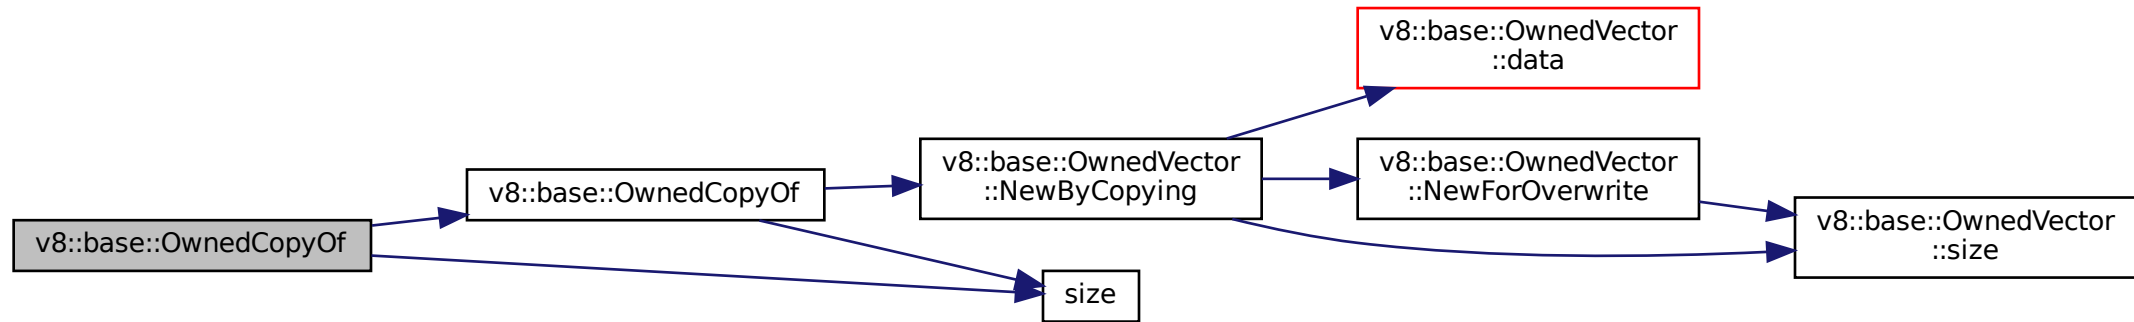 v8::base::OwnedCopyOf
v8::base::OwnedCopyOf
v8::base::OwnedVector
::NewByCopying
size
v8::base::OwnedVector
::data
v8::base::OwnedVector
::NewForOverwrite
v8::base::OwnedVector
::size